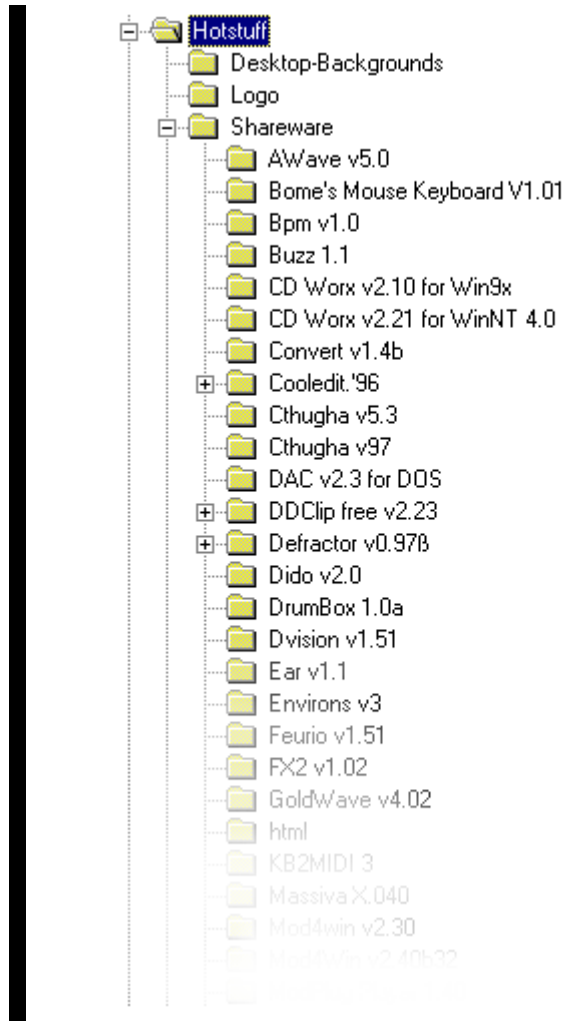 Hotstuff
Desktop-Backgrounds
Logo
Shareware
AWave v5.0
Bome's Mouse Keyboard V1.01
Bpm v1.0
Buzz 1.1
CD Worx v2.10 for Win9x
CD Worx v2.21 for WinNT 4.0
Convert v1.4b
Cooledit.'96
Cthugha v5.3
Cthugha v97
DAC v2.3 for DOS
DDClip free v2.23
Defractor v0.97ß
Dido v2.0
DrumBox 1.0a
Dvision v1.51
Ear v1.1
Environs v3
Feurio v1.51
FX2 v1.02
GoldWave v4.02
html
KB2MIDI 3
Massiva X.040
Mod4win v2.30
Mod4Win v2.40b32